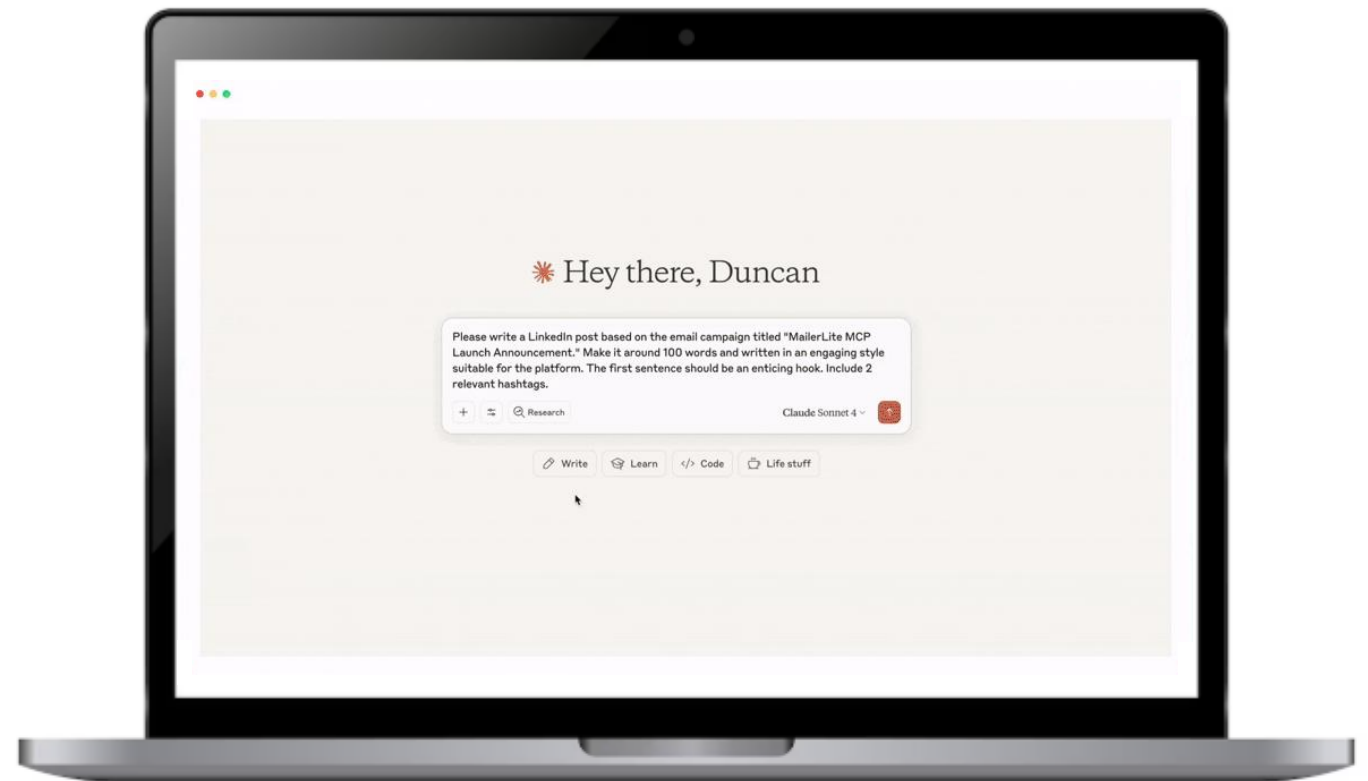 Hey there, Duncan
Please write a LinkedIn post based on the email campaign titled "MailerLite MCP
Launch Announcement." Make it around 100 words and written in an engaging style
suitable for the platform. The first sentence should be an enticing hook. Include 2
relevant hashtags.
Research
Claude Sonnet 4
Write
Learn
Code
Life stuff